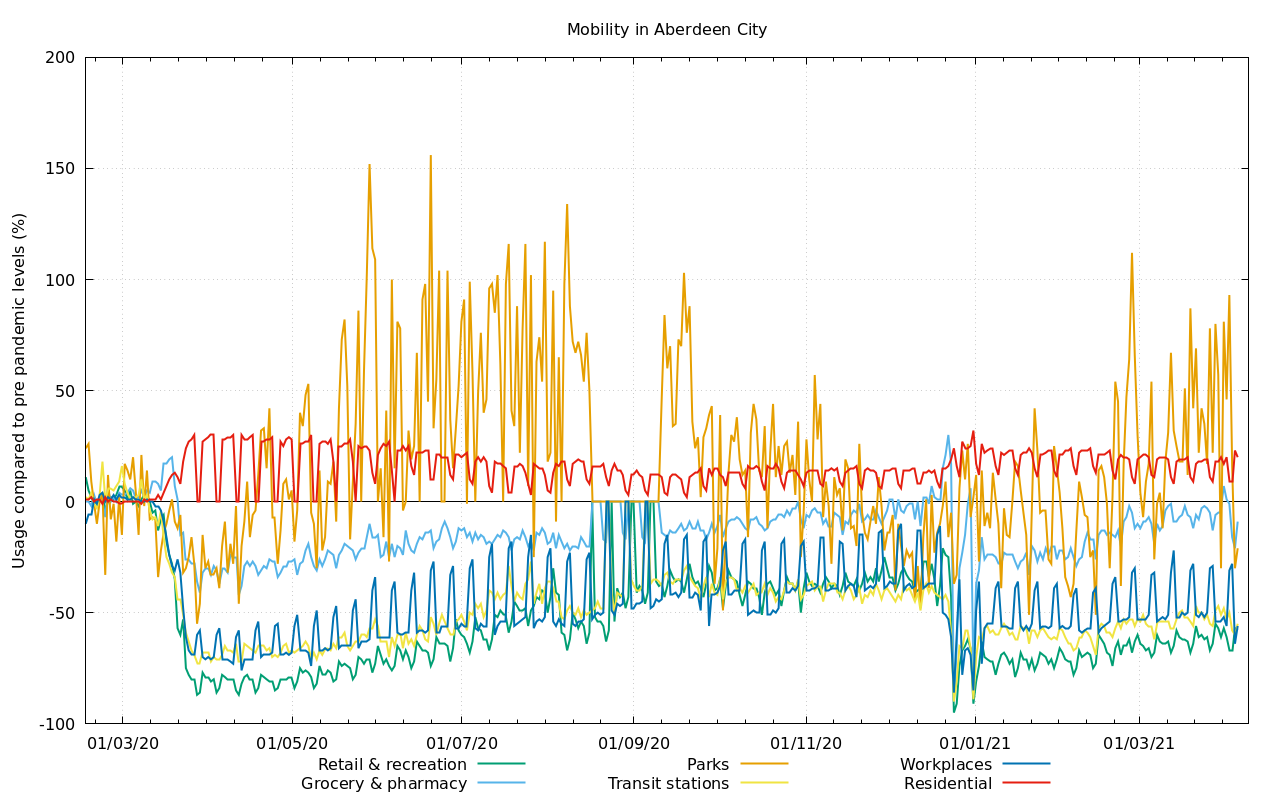 Mobility in Aberdeen City
Usage compared to pre pandemic levels (%)
200
150
100
50
0
-50
-100
01/03/20 01/05/20 01/07/20 01/09/20 01/11/20 01/01/21 01/03/21
Retail & recreation Parks Workplaces
Grocery & pharmacy Transit stations Residential